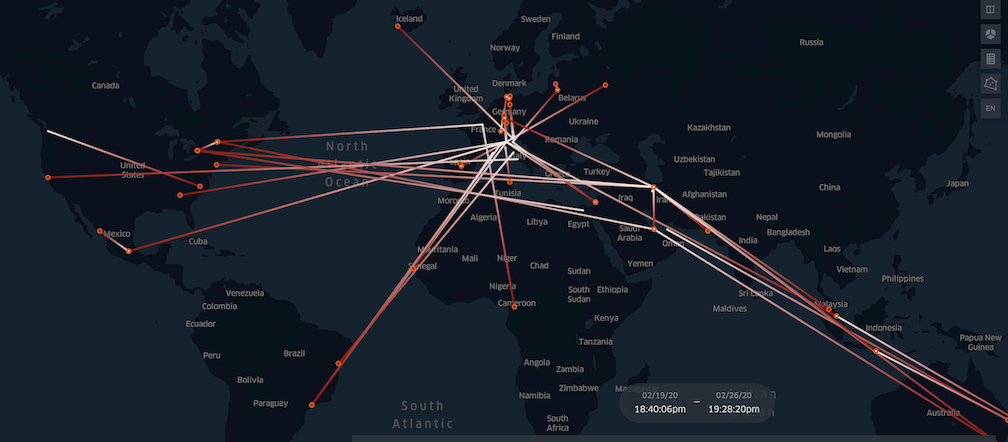 Iceland
Sweden
Finland
Russia
Norway
Canada
Denmark
United
Kingdom
Belarus
Germany
Ukraine
France
Kazakhstan
Mongolia
Romania
North
Atlantic
Ocean
Italy
Spain
Uzbekistan
Tajikistan
United
States
Greece
Turkey
China
Japan
Tunisia
Iraq
Iran
Afghanistan
Morocco
Pakistan
Nepal
Algeria
Libya
Egypt
Saudi
Arabia
Bangladesh
Mexico
Cuba
Oman
India
Mauritania
Laos
Mali
Niger
Chad
Yemen
Senegal
Sudan
Vietnam
Philippines
Nigeria
South
Sudan
Ethiopia
Venezuela
Sri Lanka
Colombia
Cameroon
Maldives
Malaysia
Ecuador
Kenya
Indonesia
Papua New
Guinea
Peru
Brazil
Tanzania
Angola
Zambia
Bolivia
Zimbabwe
Paraguay
Namibia
South
Atlantic
South
Africa
Australia
02/19/20
18:40:06pm
–
02/26/20
19:28:20pm
EN